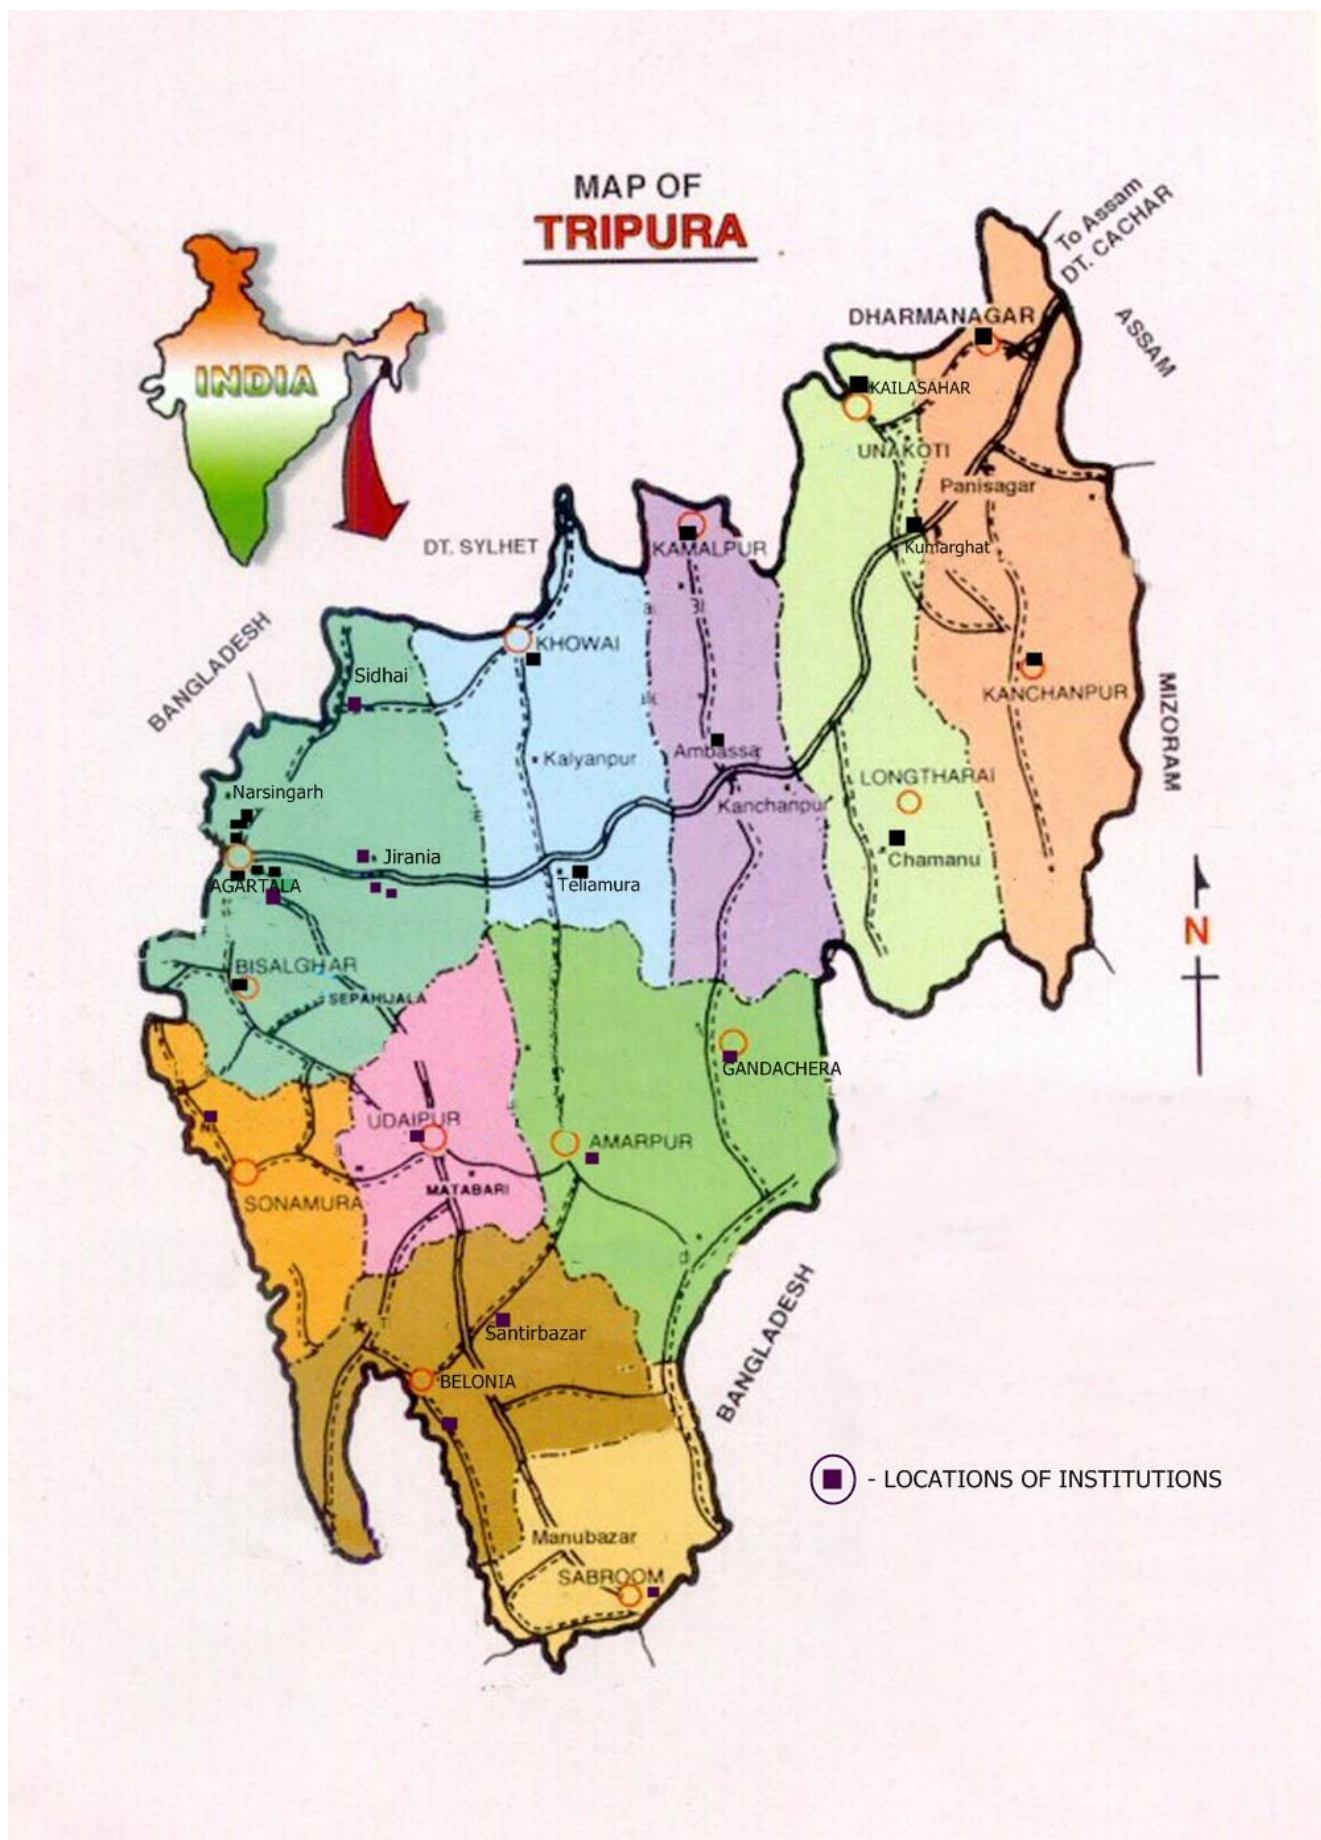 MAP OF
TRIPURA
To Assam
DT. CACHAR
INDIA
DHARMANAGAR
ASSAM
KAILASAHAR
UNAKOTI
Panisagar
DT. SYLHET
KAMALPUR
Kumarghat
BANGLADESH
KHOWAI
Sidhai
KANCHANPUR
MIZORAM
Ambassa
Kalyanpur
LONGTHARAI
Narsingarh
Kanchanpur
Jirania
Chamanu
AGARTALA
Teliamura
N
BISALGHAR
SEPAHIJALA
GANDACHERA
UDAIPUR
AMARPUR
MATABARI
SONAMURA
BANGLADESH
Santirbazar
BELONIA
- LOCATIONS OF INSTITUTIONS
Manubazar
SABROOM